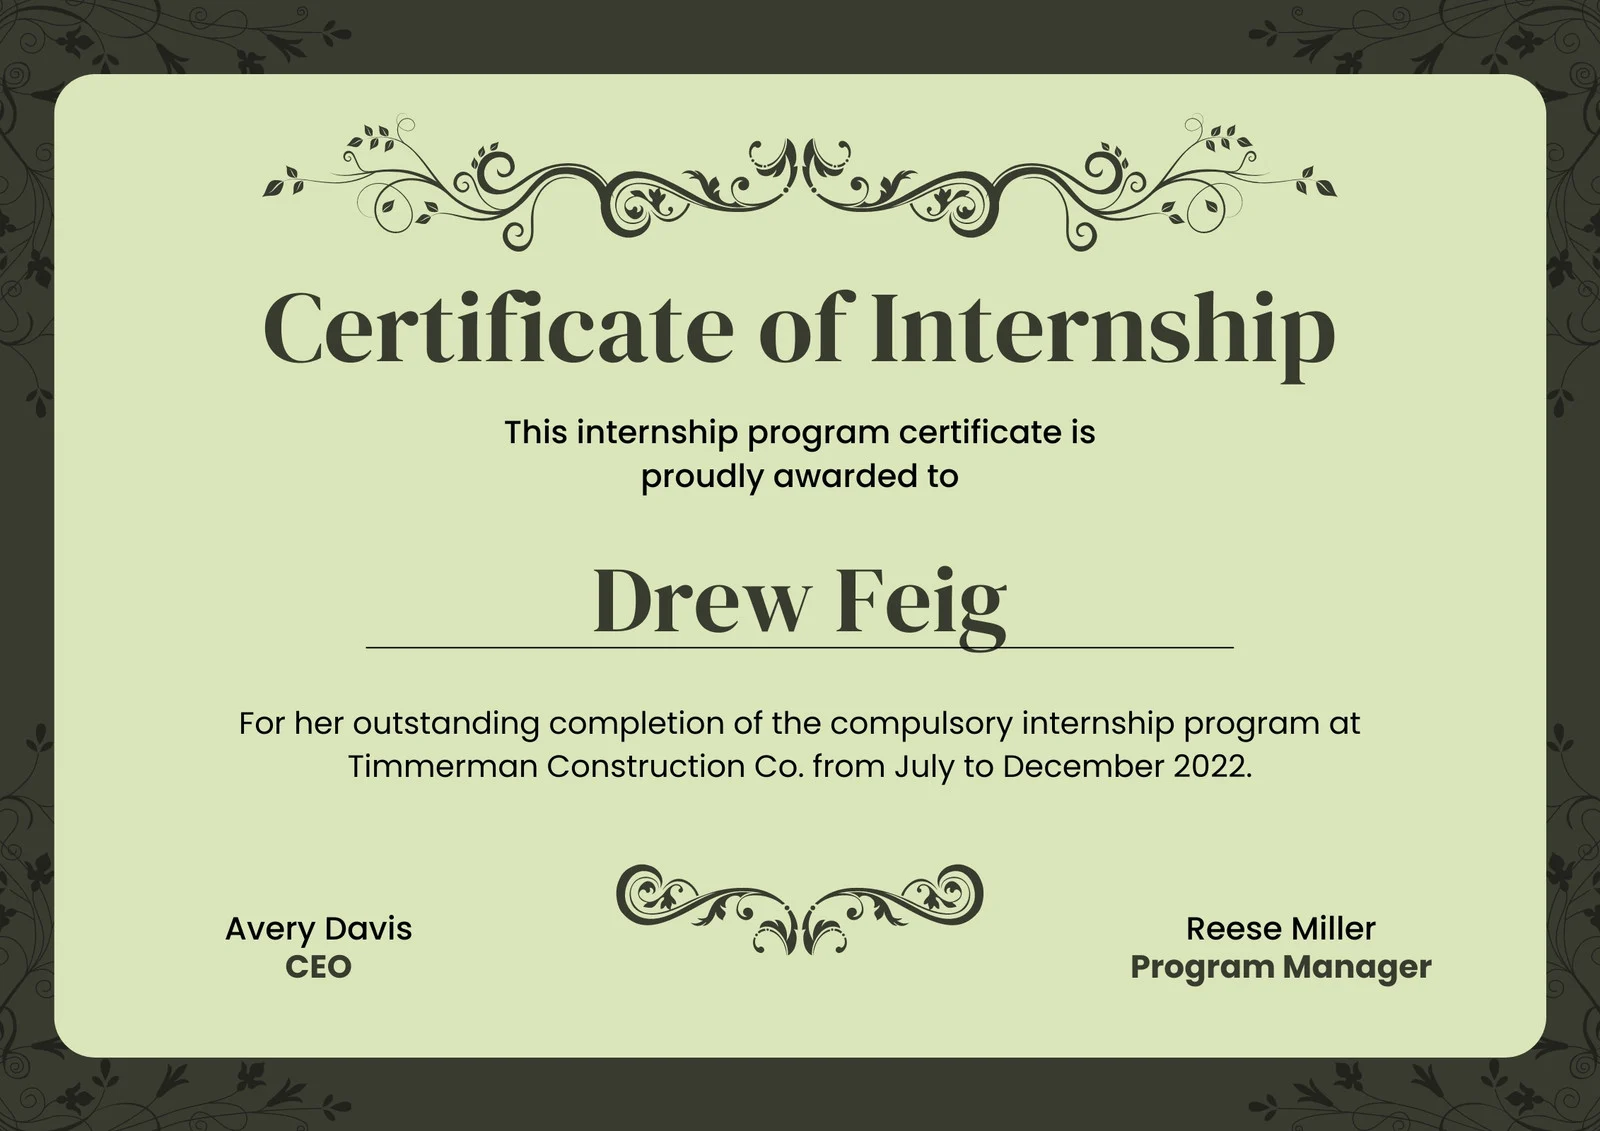 Certificate of Internship
This internship program certificate is
proudly awarded to
Drew Feig
For her outstanding completion of the compulsory internship program at
Timmerman Construction Co. from July to December 2022.
Avery Davis
CEO
Reese Miller
Program Manager